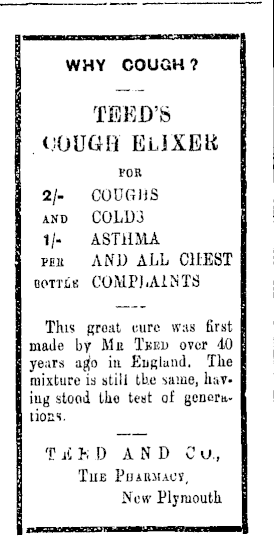 WHY COUGH?
TEED'S
COUGH ELIXER
FOR
2/- COUGHS
AND COLDS
1/- ASTHMA
PER AND ALL CHEST
BOTTLE COMPLAINTS
This great cure was first
made by MR TEED over 40
years ago in England. The
mixture is still the same, hav-
ing stood the test of genera-
tions.
TEED AND CO.,
THE PHARMACY,
New Plymouth